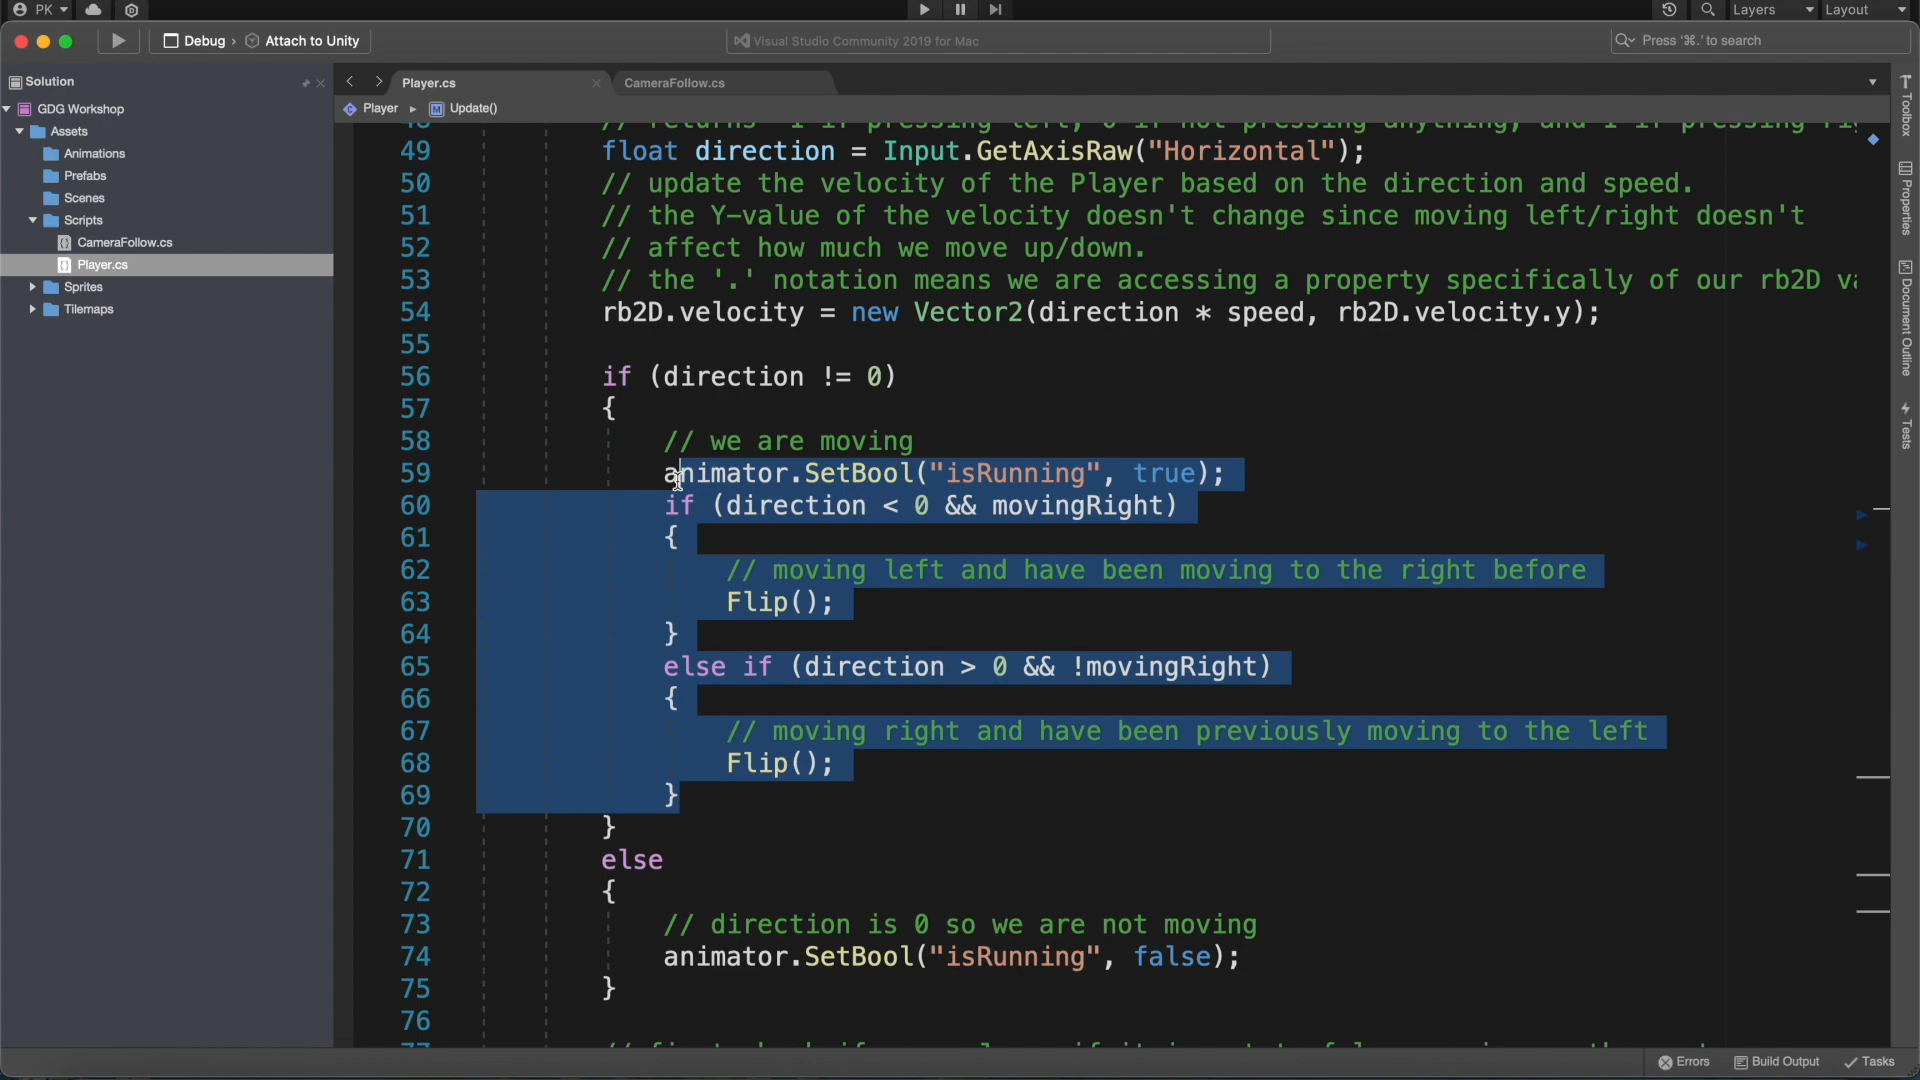 PK
Layers
Layout
Debug › Attach to Unity
Visual Studio Community 2019 for Mac
Press '⌘.' to search
Solution
GDG Workshop
Assets
Animations
Prefabs
Scenes
Scripts
CameraFollow.cs
Player.cs
Sprites
Tilemaps
Player.cs
CameraFollow.cs
Player ▸ Update()
49 float direction = Input.GetAxisRaw("Horizontal");
50 // update the velocity of the Player based on the direction and speed.
51 // the Y-value of the velocity doesn't change since moving left/right doesn't
52 // affect how much we move up/down.
53 // the '.' notation means we are accessing a property specifically of our rb2D
54 rb2D.velocity = new Vector2(direction * speed, rb2D.velocity.y);
55
56 if (direction != 0)
57 {
58 // we are moving
59 animator.SetBool("isRunning", true);
60 if (direction < 0 && movingRight)
61 {
62 // moving left and have been moving to the right before
63 Flip();
64 }
65 else if (direction > 0 && !movingRight)
66 {
67 // moving right and have been previously moving to the left
68 Flip();
69 }
70 }
71 else
72 {
73 // direction is 0 so we are not moving
74 animator.SetBool("isRunning", false);
75 }
76
Toolbox
Properties
Document Outline
Tests
Errors
Build Output
Tasks